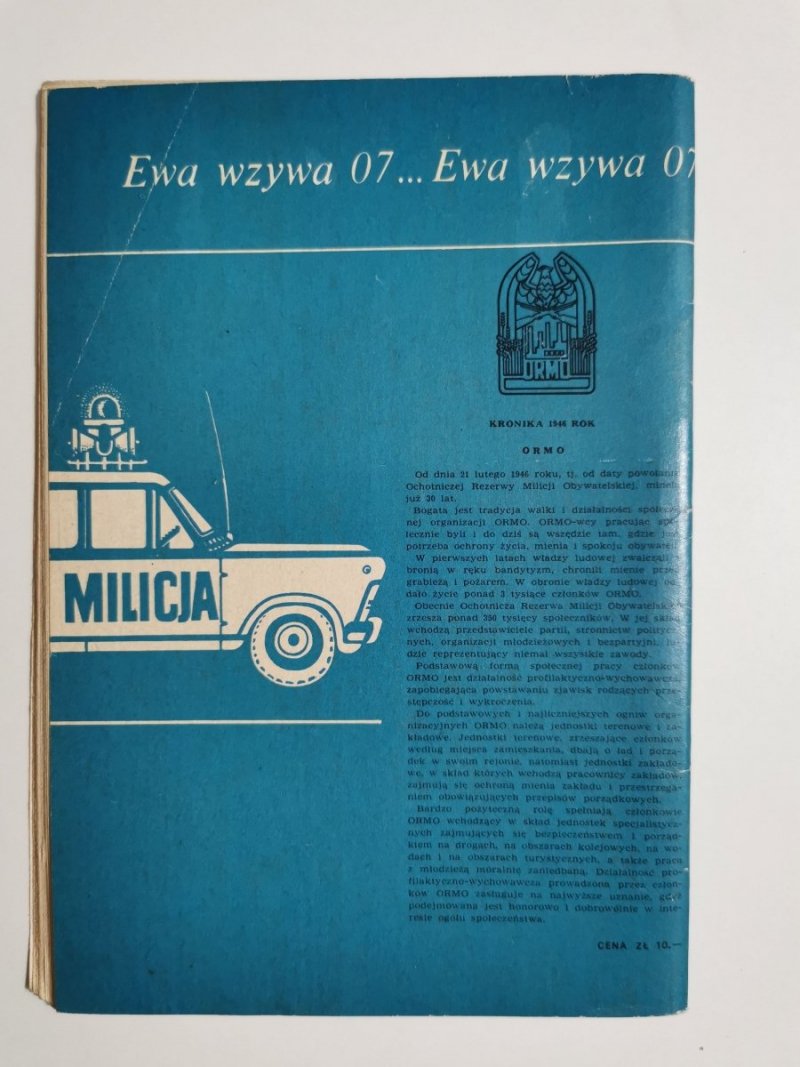 Ewa wzywa 07... Ewa wzywa 07
ORMO
KRONIKA 1946 ROK
ORMO
Od dnia 21 lutego 1946 roku, tj. od daty powołania
Ochotniczej Rezerwy Milicji Obywatelskiej, minęło
już 30 lat.
Bogata jest tradycja walki i działalności społecz-
nej organizacji ORMO. ORMO-wcy pracując spo-
łecznie byli i do dziś są wszędzie tam, gdzie jest
potrzeba ochrony życia, mienia i spokoju obywateli.
W pierwszych latach władzy ludowej zwalczali z
bronią w ręku bandytyzm, chronili mienie przed
grabieżą i pożarem. W obronie władzy ludowej od-
dało życie ponad 3 tysiące członków ORMO.
Obecnie Ochotnicza Rezerwa Milicji Obywatelskiej
zrzesza ponad 350 tysięcy społeczników. W jej skład
wchodzą przedstawiciele partii, stronnictw politycz-
nych, organizacji młodzieżowych i bezpartyjni, lu-
dzie reprezentujący niemal wszystkie zawody.
Podstawową formą społecznej pracy członków
ORMO jest działalność profilaktyczno-wychowawcza,
zapobiegająca powstawaniu zjawisk rodzących prze-
stępczość i wykroczenia.
Do podstawowych i najliczniejszych ogniw orga-
nizacyjnych ORMO należą jednostki terenowe i za-
kładowe. Jednostki terenowe, zrzeszające członków
według miejsca zamieszkania, dbają o ład i porzą-
dek w swoim rejonie, natomiast jednostki zakłado-
we, w skład których wchodzą pracownicy zakładów
zajmują się ochroną mienia zakładu i przestrzega-
niem obowiązujących przepisów porządkowych.
Bardzo pożyteczną rolę spełniają członkowie
ORMO wchodzący w skład jednostek specjalistycz-
nych zajmujących się bezpieczeństwem i porząd-
kiem na drogach, na obszarach kolejowych, na wo-
dach i na obszarach turystycznych, a także praca
z młodzieżą moralnie zaniedbaną. Działalność pro-
filaktyczno-wychowawcza prowadzona przez człon-
ków ORMO zasługuje na najwyższe uznanie, gdyż
podejmowana jest honorowo i dobrowolnie w inte-
resie ogółu społeczeństwa.
MILICJA
CENA ZŁ 10.—